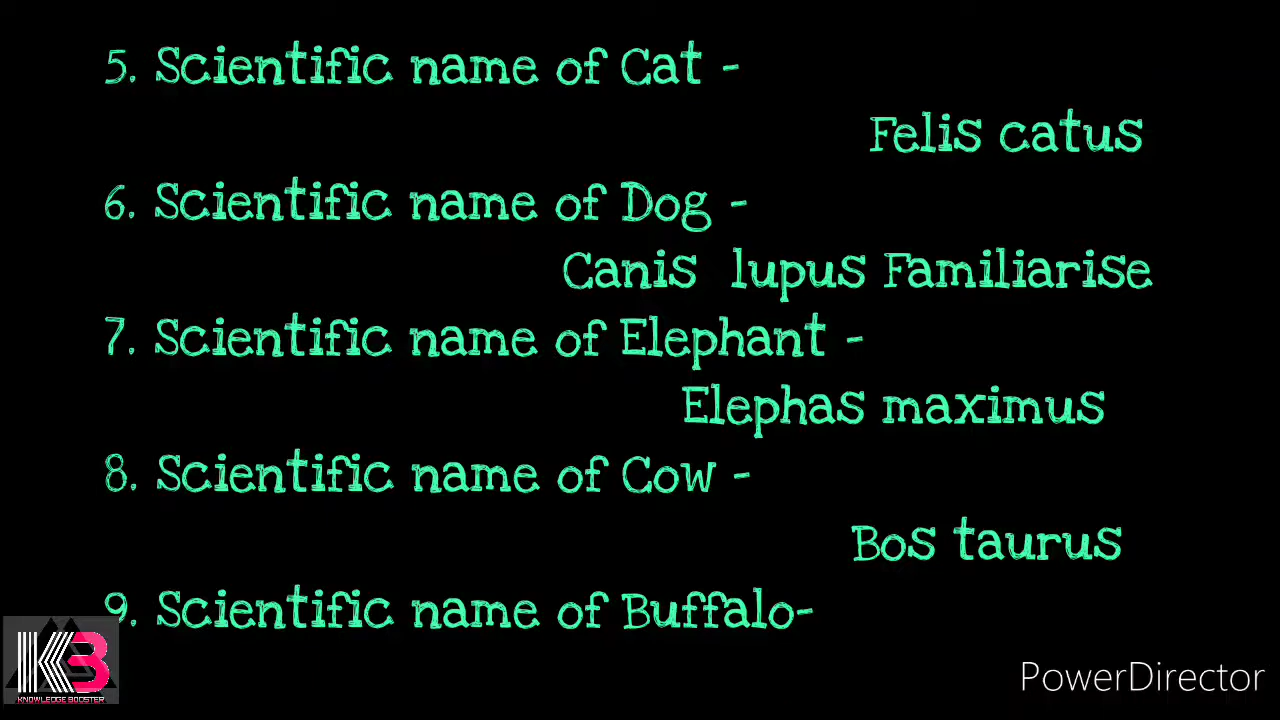 5. Scientific name of Cat -
Felis catus
6. Scientific name of Dog -
Canis lupus Familiarise
7. Scientific name of Elephant -
Elephas maximus
8. Scientific name of Cow -
Bos taurus
9. Scientific name of Buffalo-
KB
KNOWLEDGE BOOSTER
PowerDirector